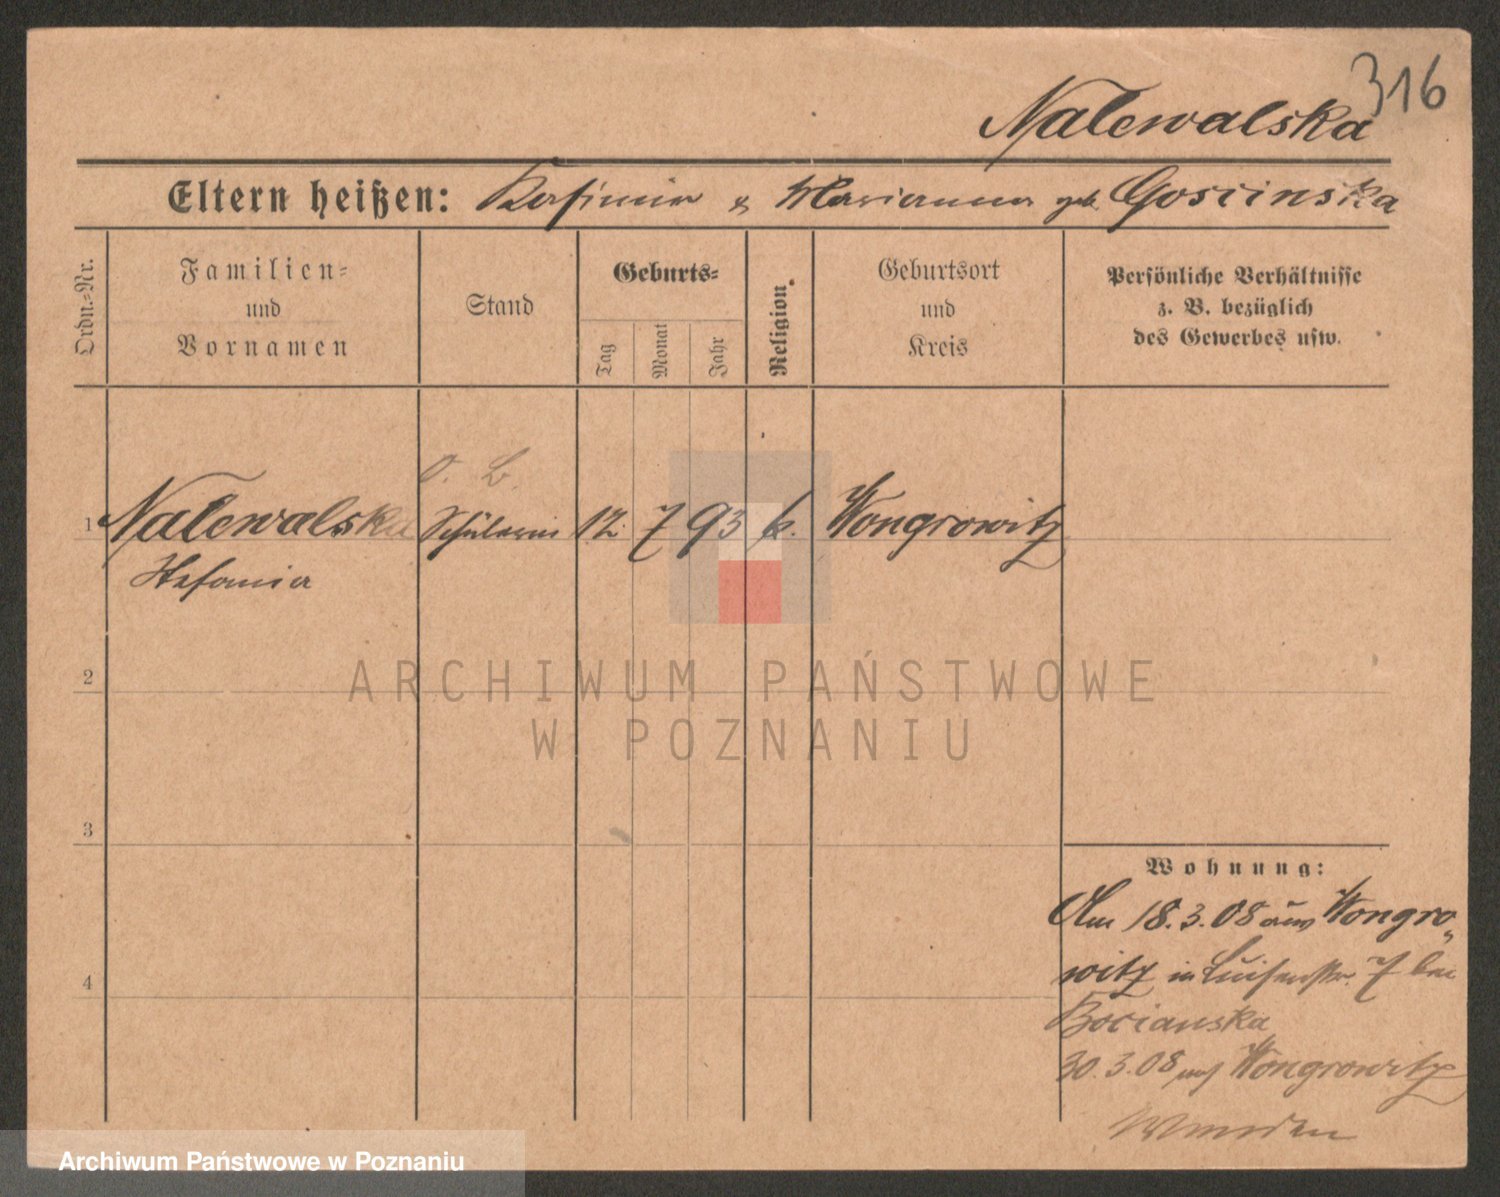 316
Nalewalska
Eltern heißen: Kasimir & Marianna geb. Goscinska
Ordn.-Nr.
Familien-
und
Vornamen
Stand
Geburts-
Tag
Monat
Jahr
Religion.
Geburtsort
und
Kreis
Persönliche Verhältnisse
z. B. bezüglich
des Gewerbes usw.
1 Nalewalska Schülerin 12. 7 93 k. Wongrowitz
Stefania
2
ARCHIWUM PAŃSTWOWE
W POZNANIU
3
4
Wohnung:
Am 18.3.08 aus Wongro-
witz in Luisenstr. 7 bei
Bocianska
30.3.08 nach Wongrowitz
Archiwum Państwowe w Poznaniu